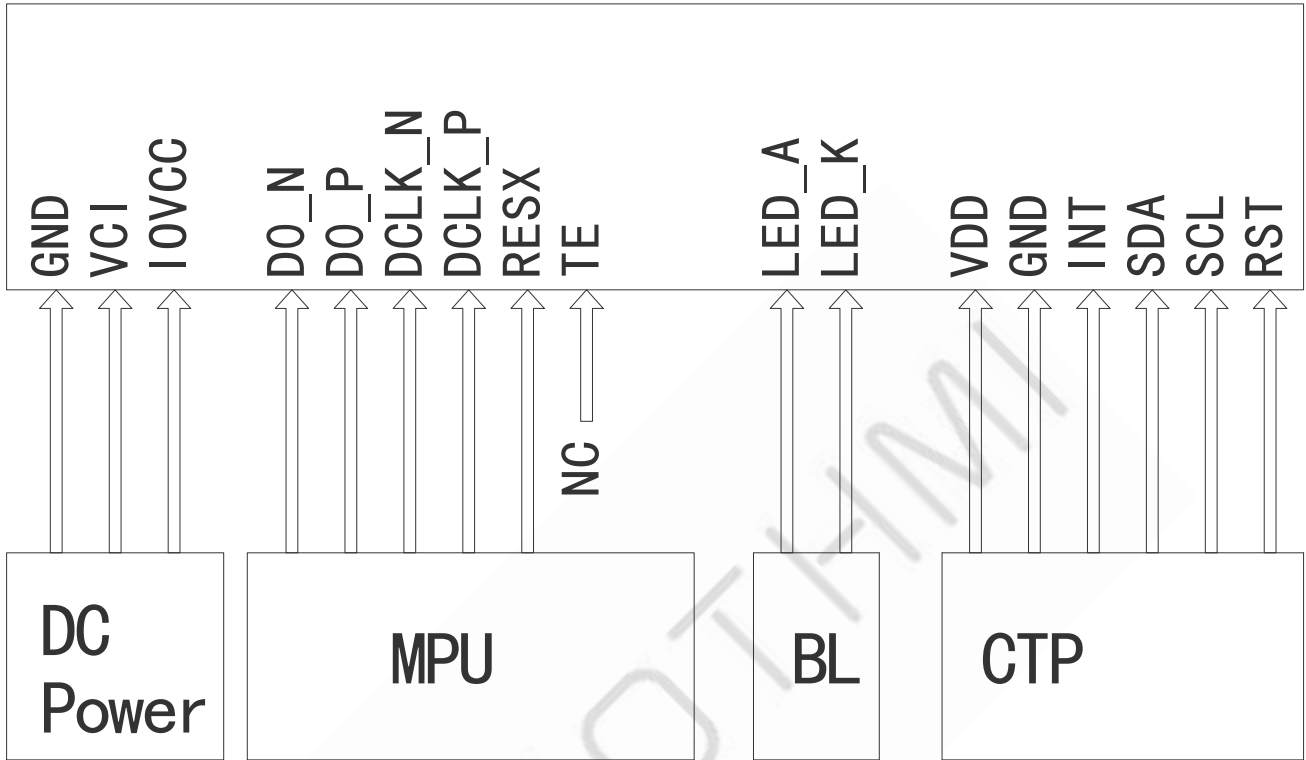 GND
VCI
IOVCC
DO_N
DO_P
DCLK_N
DCLK_P
RESX
TE
LED_A
LED_K
VDD
GND
INT
SDA
SCL
RST
NC
DC
Power
MPU
BL
CTP
OTHMI